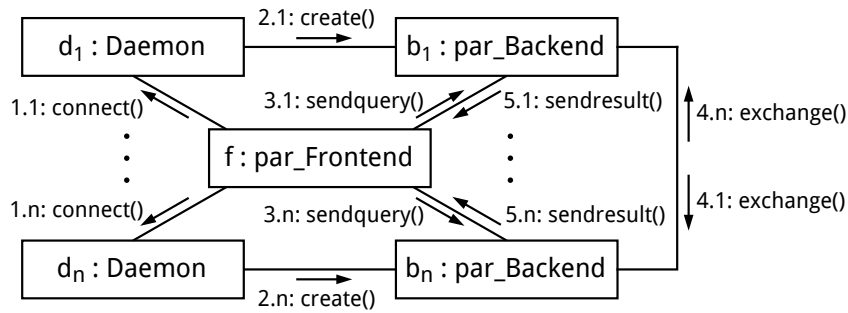 2.1: create()
d₁ : Daemon
b₁ : par_Backend
1.1: connect()
3.1: sendquery()
5.1: sendresult()
4.n: exchange()
f : par_Frontend
1.n: connect()
3.n: sendquery()
5.n: sendresult()
4.1: exchange()
dₙ : Daemon
bₙ : par_Backend
2.n: create()